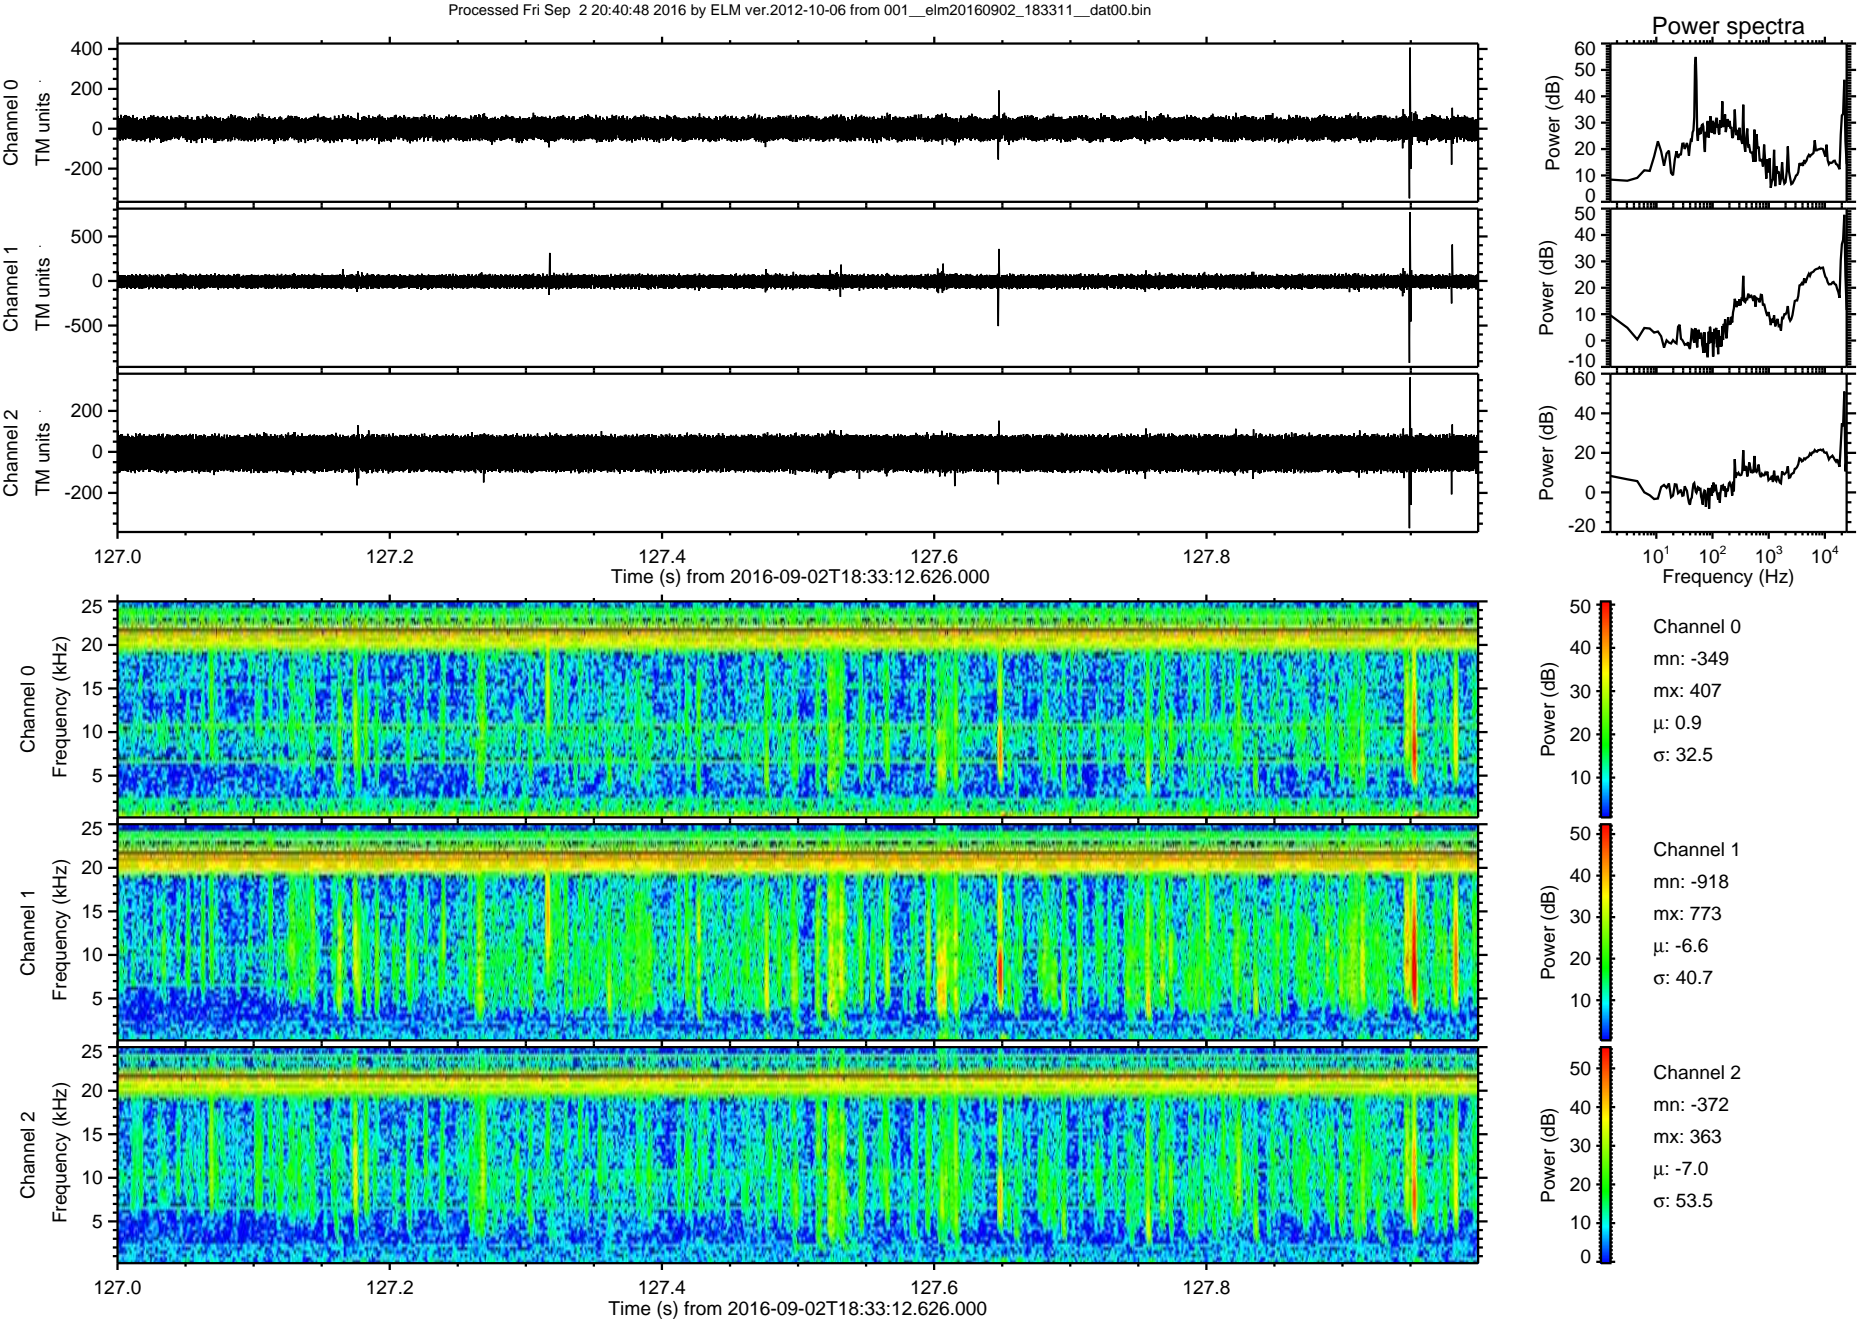 Processed Fri Sep  2 20:40:48 2016 by ELM ver.2012-10-06 from 001__elm20160902_183311__dat00.bin
Power spectra
Channel 0
TM units
400
200
0
-200
Power (dB)
60
50
40
30
20
10
0
Channel 1
TM units
500
0
-500
Power (dB)
50
40
30
20
10
0
-10
Channel 2
TM units
200
0
-200
Power (dB)
60
40
20
0
-20
127.0 127.2 127.4 127.6 127.8
Time (s) from 2016-09-02T18:33:12.626.000
10¹ 10² 10³ 10⁴
Frequency (Hz)
Channel 0
Frequency (kHz)
25
20
15
10
5
Power (dB)
50
40
30
20
10
Channel 0
mn: -349
mx: 407
μ: 0.9
σ: 32.5
Channel 1
Frequency (kHz)
25
20
15
10
5
Power (dB)
50
40
30
20
10
Channel 1
mn: -918
mx: 773
μ: -6.6
σ: 40.7
Channel 2
Frequency (kHz)
25
20
15
10
5
Power (dB)
50
40
30
20
10
0
Channel 2
mn: -372
mx: 363
μ: -7.0
σ: 53.5
127.0 127.2 127.4 127.6 127.8
Time (s) from 2016-09-02T18:33:12.626.000